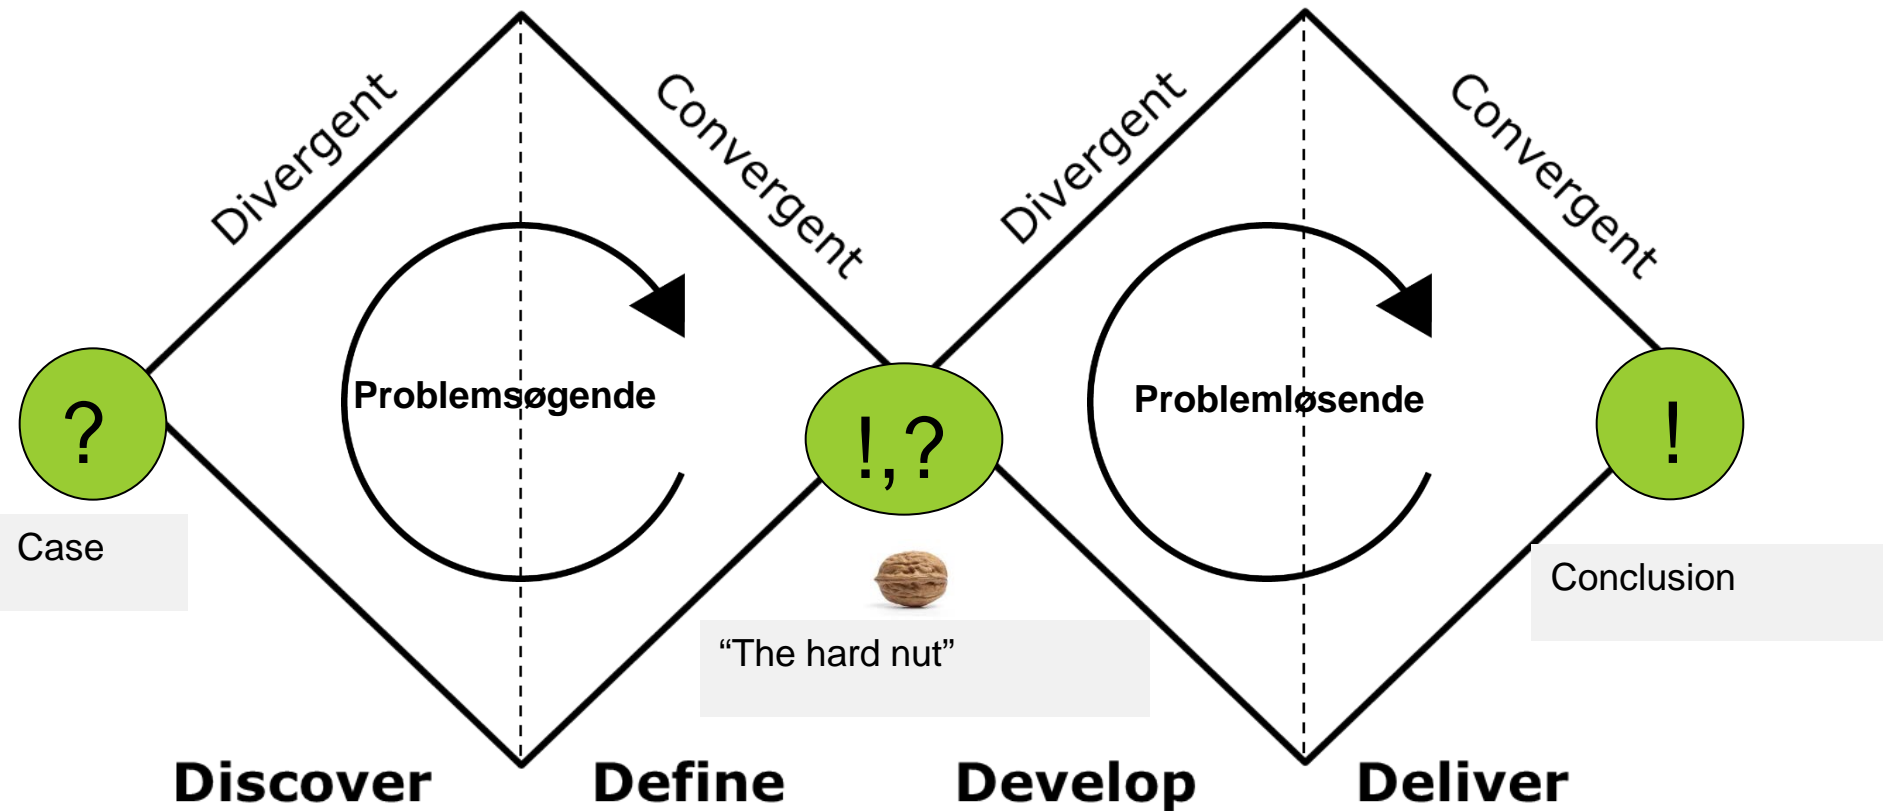 Divergent
Convergent
Divergent
Convergent
?
Problemsøgende
!,?
Problemløsende
!
Case
“The hard nut”
Conclusion
Discover
Define
Develop
Deliver